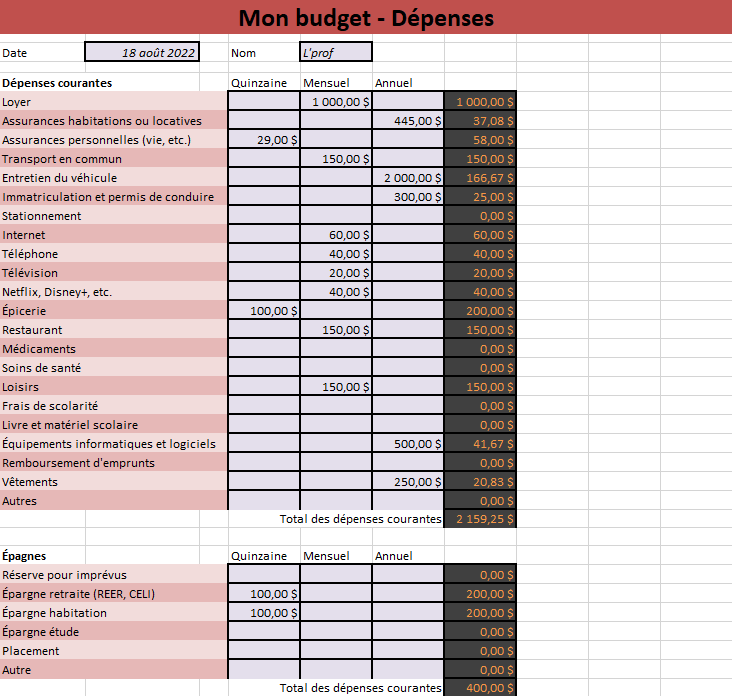 Mon budget - Dépenses
Date 18 août 2022 Nom L'prof
Dépenses courantes Quinzaine Mensuel Annuel
Loyer 1 000,00 $ 1 000,00 $
Assurances habitations ou locatives 445,00 $ 37,08 $
Assurances personnelles (vie, etc.) 29,00 $ 58,00 $
Transport en commun 150,00 $ 150,00 $
Entretien du véhicule 2 000,00 $ 166,67 $
Immatriculation et permis de conduire 300,00 $ 25,00 $
Stationnement 0,00 $
Internet 60,00 $ 60,00 $
Téléphone 40,00 $ 40,00 $
Télévision 20,00 $ 20,00 $
Netflix, Disney+, etc. 40,00 $ 40,00 $
Épicerie 100,00 $ 200,00 $
Restaurant 150,00 $ 150,00 $
Médicaments 0,00 $
Soins de santé 0,00 $
Loisirs 150,00 $ 150,00 $
Frais de scolarité 0,00 $
Livre et matériel scolaire 0,00 $
Équipements informatiques et logiciels 500,00 $ 41,67 $
Remboursement d'emprunts 0,00 $
Vêtements 250,00 $ 20,83 $
Autres 0,00 $
Total des dépenses courantes 2 159,25 $
Épagnes Quinzaine Mensuel Annuel
Réserve pour imprévus 0,00 $
Épargne retraite (REER, CELI) 100,00 $ 200,00 $
Épargne habitation 100,00 $ 200,00 $
Épargne étude 0,00 $
Placement 0,00 $
Autre 0,00 $
Total des dépenses courantes 400,00 $